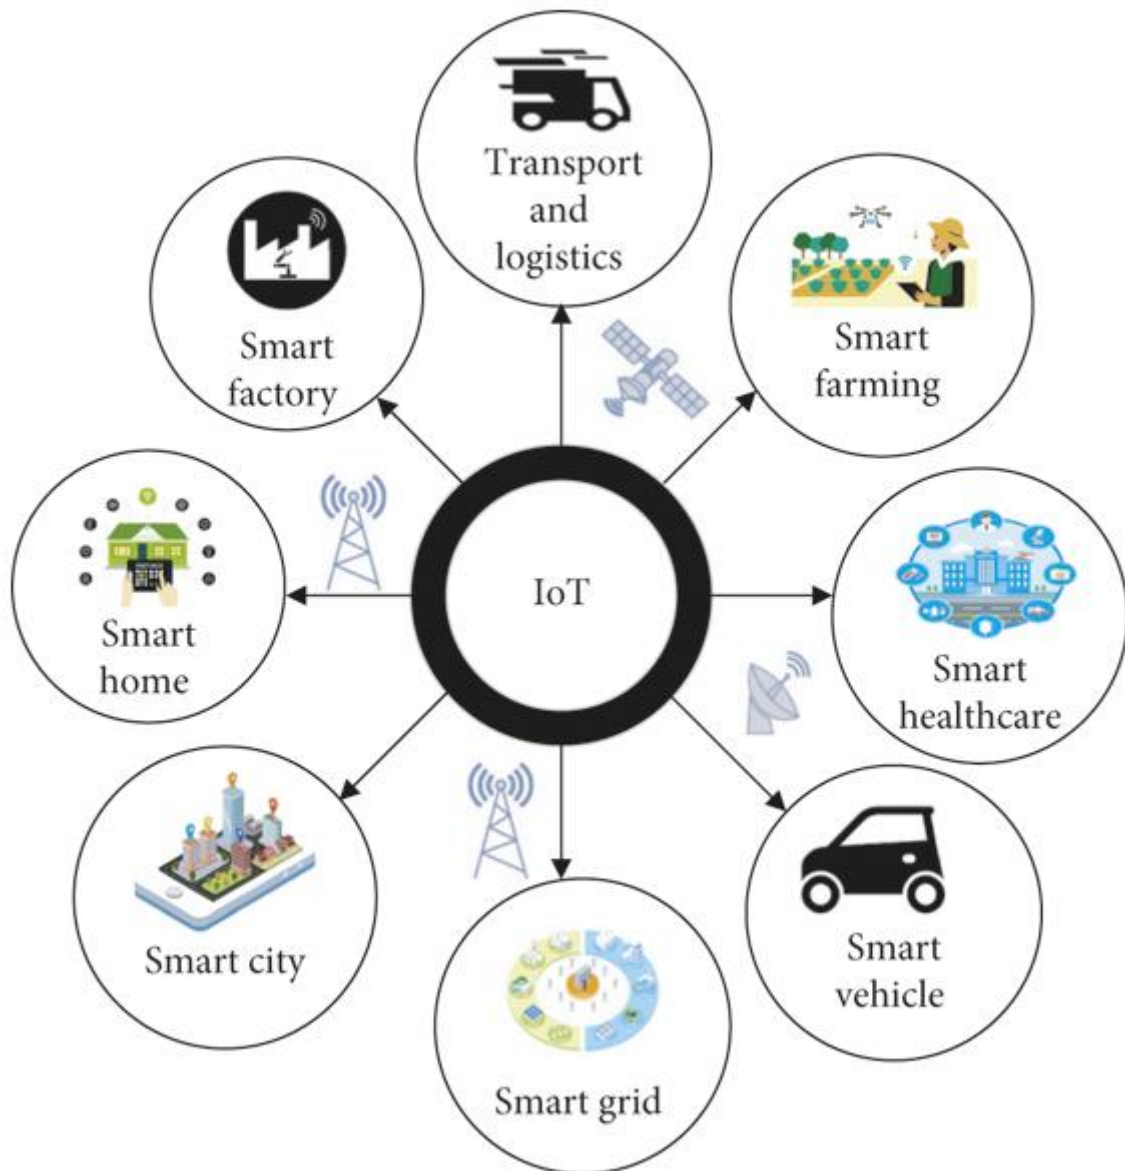 Transport
and
logistics
Smart
farming
Smart
healthcare
Smart
vehicle
Smart grid
Smart city
Smart
home
Smart
factory
IoT